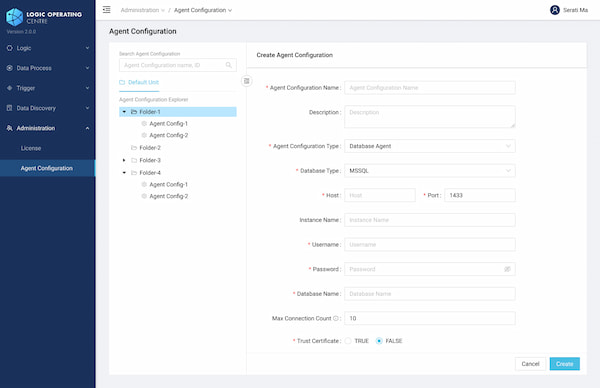 LOGIC OPERATING
CENTRE
Version 2.0.0
Logic
Data Process
Trigger
Data Discovery
Administration
License
Agent Configuration
Administration / Agent Configuration
Serati Ma
Agent Configuration
Search Agent Configuration
Agent Configuration name, ID
Default Unit
Agent Configuration Explorer
Folder-1
Agent Config-1
Agent Config-2
Folder-2
Folder-3
Folder-4
Agent Config-1
Agent Config-2
Create Agent Configuration
* Agent Configuration Name : Agent Configuration Name
Description : Description
* Agent Configuration Type : Database Agent
* Database Type : MSSQL
* Host : Host * Port : 1433
Instance Name : Instance Name
* Username : Username
* Password : Password
* Database Name : Database Name
Max Connection Count : 10
* Trust Certificate : TRUE FALSE
Cancel Create